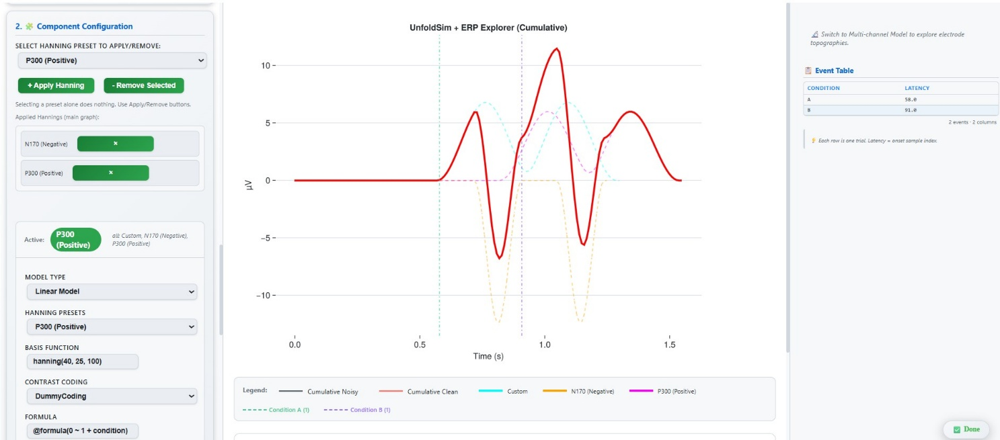 2. Component Configuration
SELECT HANNING PRESET TO APPLY/REMOVE:
P300 (Positive)
+ Apply Hanning
- Remove Selected
Selecting a preset alone does nothing. Use Apply/Remove buttons.
Applied Hannings (main graph):
N170 (Negative)
×
P300 (Positive)
×
Active:
P300
(Positive)
all: Custom, N170 (Negative),
P300 (Positive)
MODEL TYPE
Linear Model
HANNING PRESETS
P300 (Positive)
BASIS FUNCTION
hanning(40, 25, 100)
CONTRAST CODING
DummyCoding
FORMULA
@formula(0 ~ 1 + condition)
UnfoldSim + ERP Explorer (Cumulative)
µV
10
5
0
−5
−10
0.0
0.5
1.0
1.5
Time (s)
Legend:
Cumulative Noisy
Cumulative Clean
Custom
N170 (Negative)
P300 (Positive)
Condition A (1)
Condition B (1)
Switch to Multi-channel Model to explore electrode
topographies.
Event Table
CONDITION LATENCY
A 58.0
B 91.0
2 events · 2 columns
Each row is one trial. Latency = onset sample index.
Done